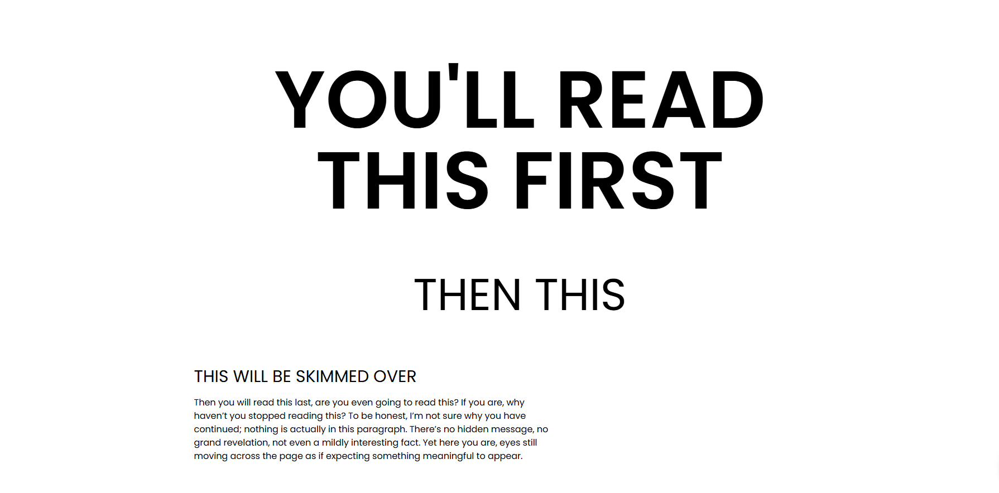 YOU'LL READ
THIS FIRST
THEN THIS
THIS WILL BE SKIMMED OVER
Then you will read this last, are you even going to read this? If you are, why
haven’t you stopped reading this? To be honest, I’m not sure why you have
continued; nothing is actually in this paragraph. There’s no hidden message, no
grand revelation, not even a mildly interesting fact. Yet here you are, eyes still
moving across the page as if expecting something meaningful to appear.